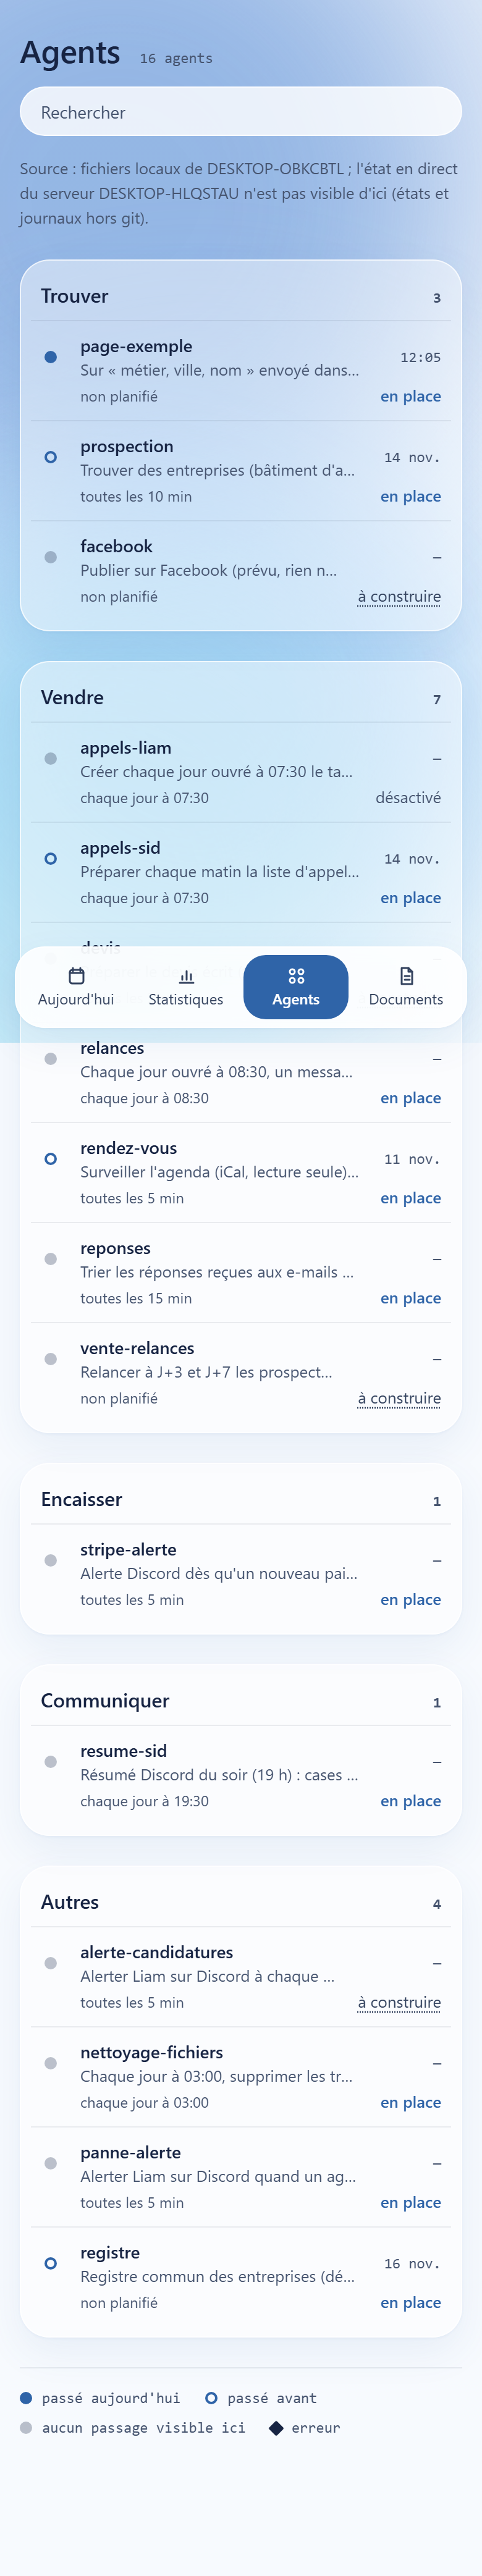 Agents 16 agents
Rechercher
Source : fichiers locaux de DESKTOP-OBKCBTL ; l'état en direct
du serveur DESKTOP-HLQSTAU n'est pas visible d'ici (états et
journaux hors git).
Trouver 3
page-exemple
12:05
Sur « métier, ville, nom » envoyé dans...
non planifié en place
prospection
14 nov.
Trouver des entreprises (bâtiment d'a...
toutes les 10 min en place
facebook
–
Publier sur Facebook (prévu, rien n...
non planifié à construire
Vendre 7
appels-liam
–
Créer chaque jour ouvré à 07:30 le ta...
chaque jour à 07:30 désactivé
appels-sid
14 nov.
Préparer chaque matin la liste d'appel...
chaque jour à 07:30 en place
devis
Aujourd'hui Statistiques Agents Documents
relances
–
Chaque jour ouvré à 08:30, un messa...
chaque jour à 08:30 en place
rendez-vous
11 nov.
Surveiller l'agenda (iCal, lecture seule)...
toutes les 5 min en place
reponses
–
Trier les réponses reçues aux e-mails ...
toutes les 15 min en place
vente-relances
–
Relancer à J+3 et J+7 les prospect...
non planifié à construire
Encaisser 1
stripe-alerte
–
Alerte Discord dès qu'un nouveau pai...
toutes les 5 min en place
Communiquer 1
resume-sid
–
Résumé Discord du soir (19 h) : cases ...
chaque jour à 19:30 en place
Autres 4
alerte-candidatures
–
Alerter Liam sur Discord à chaque ...
toutes les 5 min à construire
nettoyage-fichiers
–
Chaque jour à 03:00, supprimer les tr...
chaque jour à 03:00 en place
panne-alerte
–
Alerter Liam sur Discord quand un ag...
toutes les 5 min en place
registre
16 nov.
Registre commun des entreprises (dé...
non planifié en place
passé aujourd'hui passé avant
aucun passage visible ici erreur